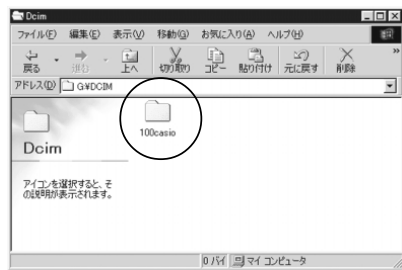 Dcim
ファイル(F) 編集(E) 表示(V) 移動(G) お気に入り(A) ヘルプ(H)
戻る 進む 上へ 切り取り コピー 貼り付け 元に戻す 削除 »
アドレス(D) G:¥DCIM
Dcim
100casio
アイコンを選択すると、そ
の説明が表示されます。
0 バイ マイ コンピュータ